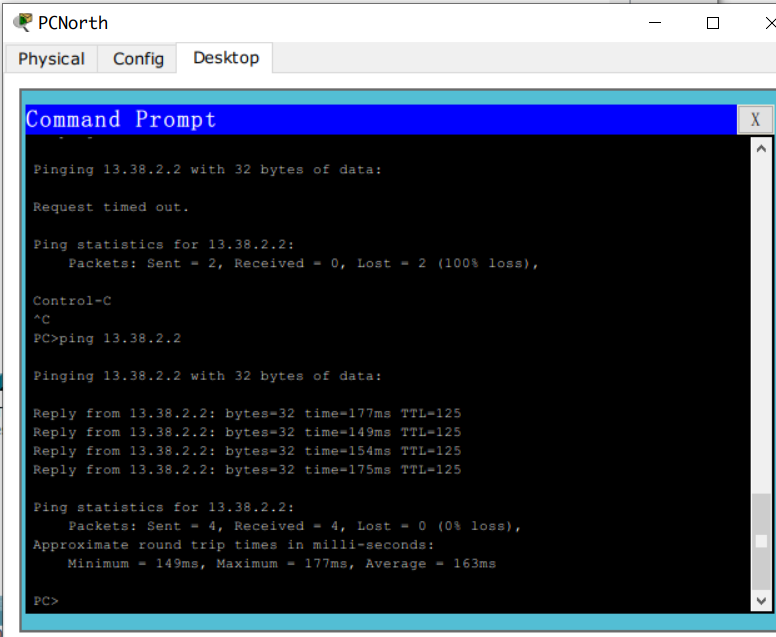 PCNorth
Physical Config Desktop
Command Prompt X
Pinging 13.38.2.2 with 32 bytes of data:
Request timed out.
Ping statistics for 13.38.2.2:
Packets: Sent = 2, Received = 0, Lost = 2 (100% loss),
Control-C
^C
PC>ping 13.38.2.2
Pinging 13.38.2.2 with 32 bytes of data:
Reply from 13.38.2.2: bytes=32 time=177ms TTL=125
Reply from 13.38.2.2: bytes=32 time=149ms TTL=125
Reply from 13.38.2.2: bytes=32 time=154ms TTL=125
Reply from 13.38.2.2: bytes=32 time=175ms TTL=125
Ping statistics for 13.38.2.2:
Packets: Sent = 4, Received = 4, Lost = 0 (0% loss),
Approximate round trip times in milli-seconds:
Minimum = 149ms, Maximum = 177ms, Average = 163ms
PC>